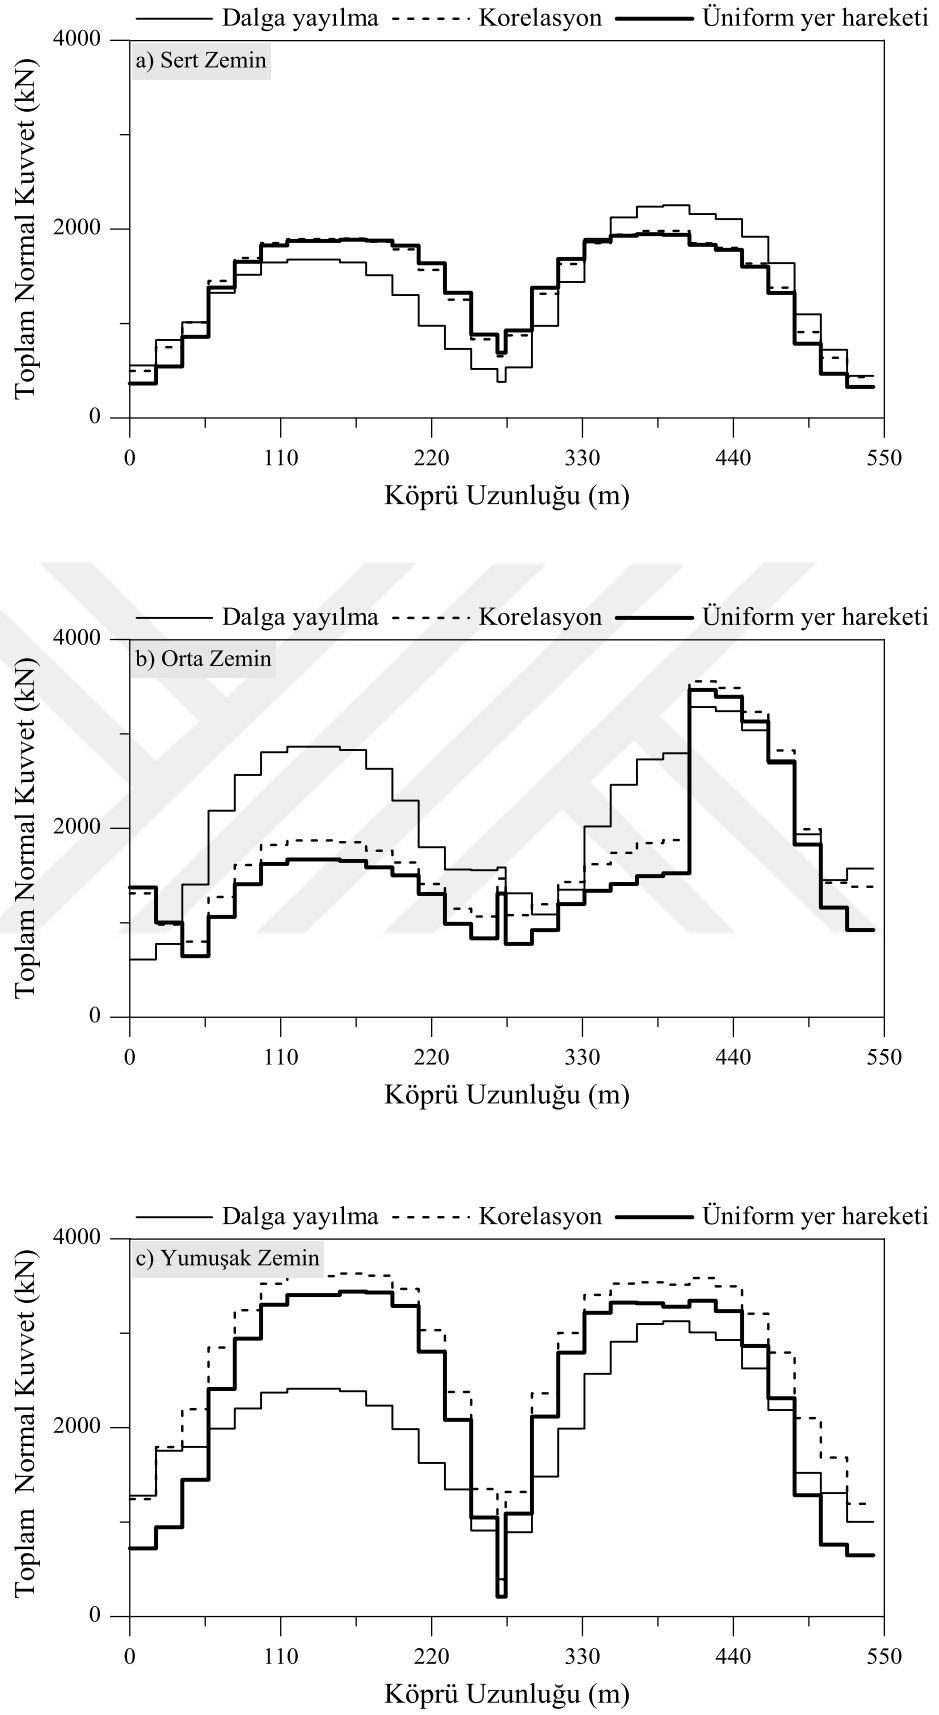 Dalga yayılma Korelasyon Üniform yer hareketi
4000
a) Sert Zemin
Toplam Normal Kuvvet (kN)
2000
0
0 110 220 330 440 550
Köprü Uzunluğu (m)
Dalga yayılma Korelasyon Üniform yer hareketi
4000
b) Orta Zemin
Toplam Normal Kuvvet (kN)
2000
0
0 110 220 330 440 550
Köprü Uzunluğu (m)
Dalga yayılma Korelasyon Üniform yer hareketi
4000
c) Yumuşak Zemin
Toplam Normal Kuvvet (kN)
2000
0
0 110 220 330 440 550
Köprü Uzunluğu (m)